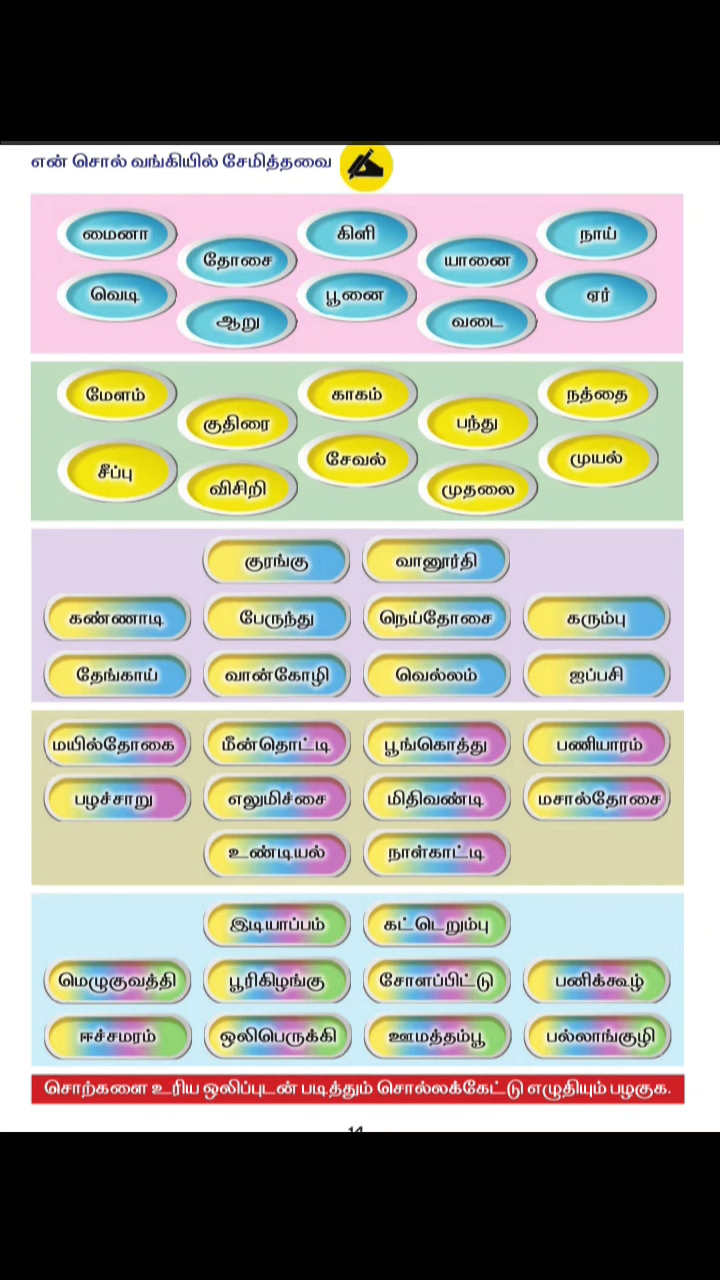 என் சொல் வங்கியில் சேமித்தவை
மைனா கிளி நாய்
தோசை யானை
வெடி பூனை ஏர்
ஆறு வடை
மேளம் காகம் நத்தை
குதிரை பந்து
சீப்பு சேவல் முயல்
விசிறி முதலை
குரங்கு வானூர்தி
கண்ணாடி பேருந்து நெய்தோசை கரும்பு
தேங்காய் வான்கோழி வெல்லம் ஐப்பசி
மயில்தோகை மீன்தொட்டி பூங்கொத்து பணியாரம்
பழச்சாறு எலுமிச்சை மிதிவண்டி மசால்தோசை
உண்டியல் நாள்காட்டி
இடியாப்பம் கட்டெறும்பு
மெழுகுவத்தி பூரிகிழங்கு சோளப்பிட்டு பனிக்கூழ்
ஈச்சமரம் ஒலிபெருக்கி ஊமத்தம்பூ பல்லாங்குழி
சொற்களை உரிய ஒலிப்புடன் படித்தும் சொல்லக்கேட்டு எழுதியும் பழகுக.